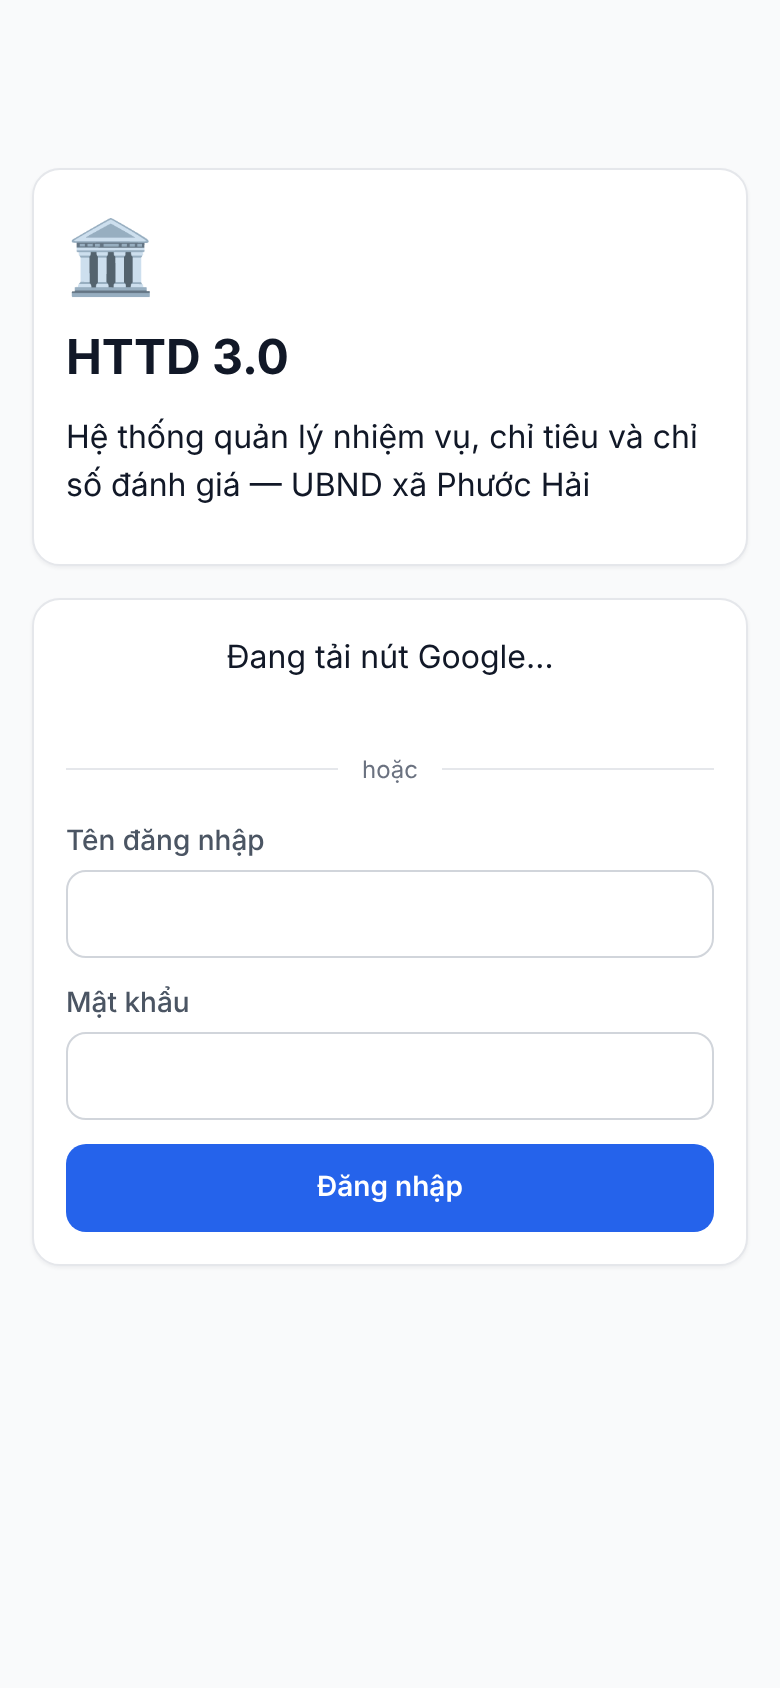 HTTD 3.0
Hệ thống quản lý nhiệm vụ, chỉ tiêu và chỉ
số đánh giá — UBND xã Phước Hải
Đang tải nút Google...
hoặc
Tên đăng nhập
Mật khẩu
Đăng nhập